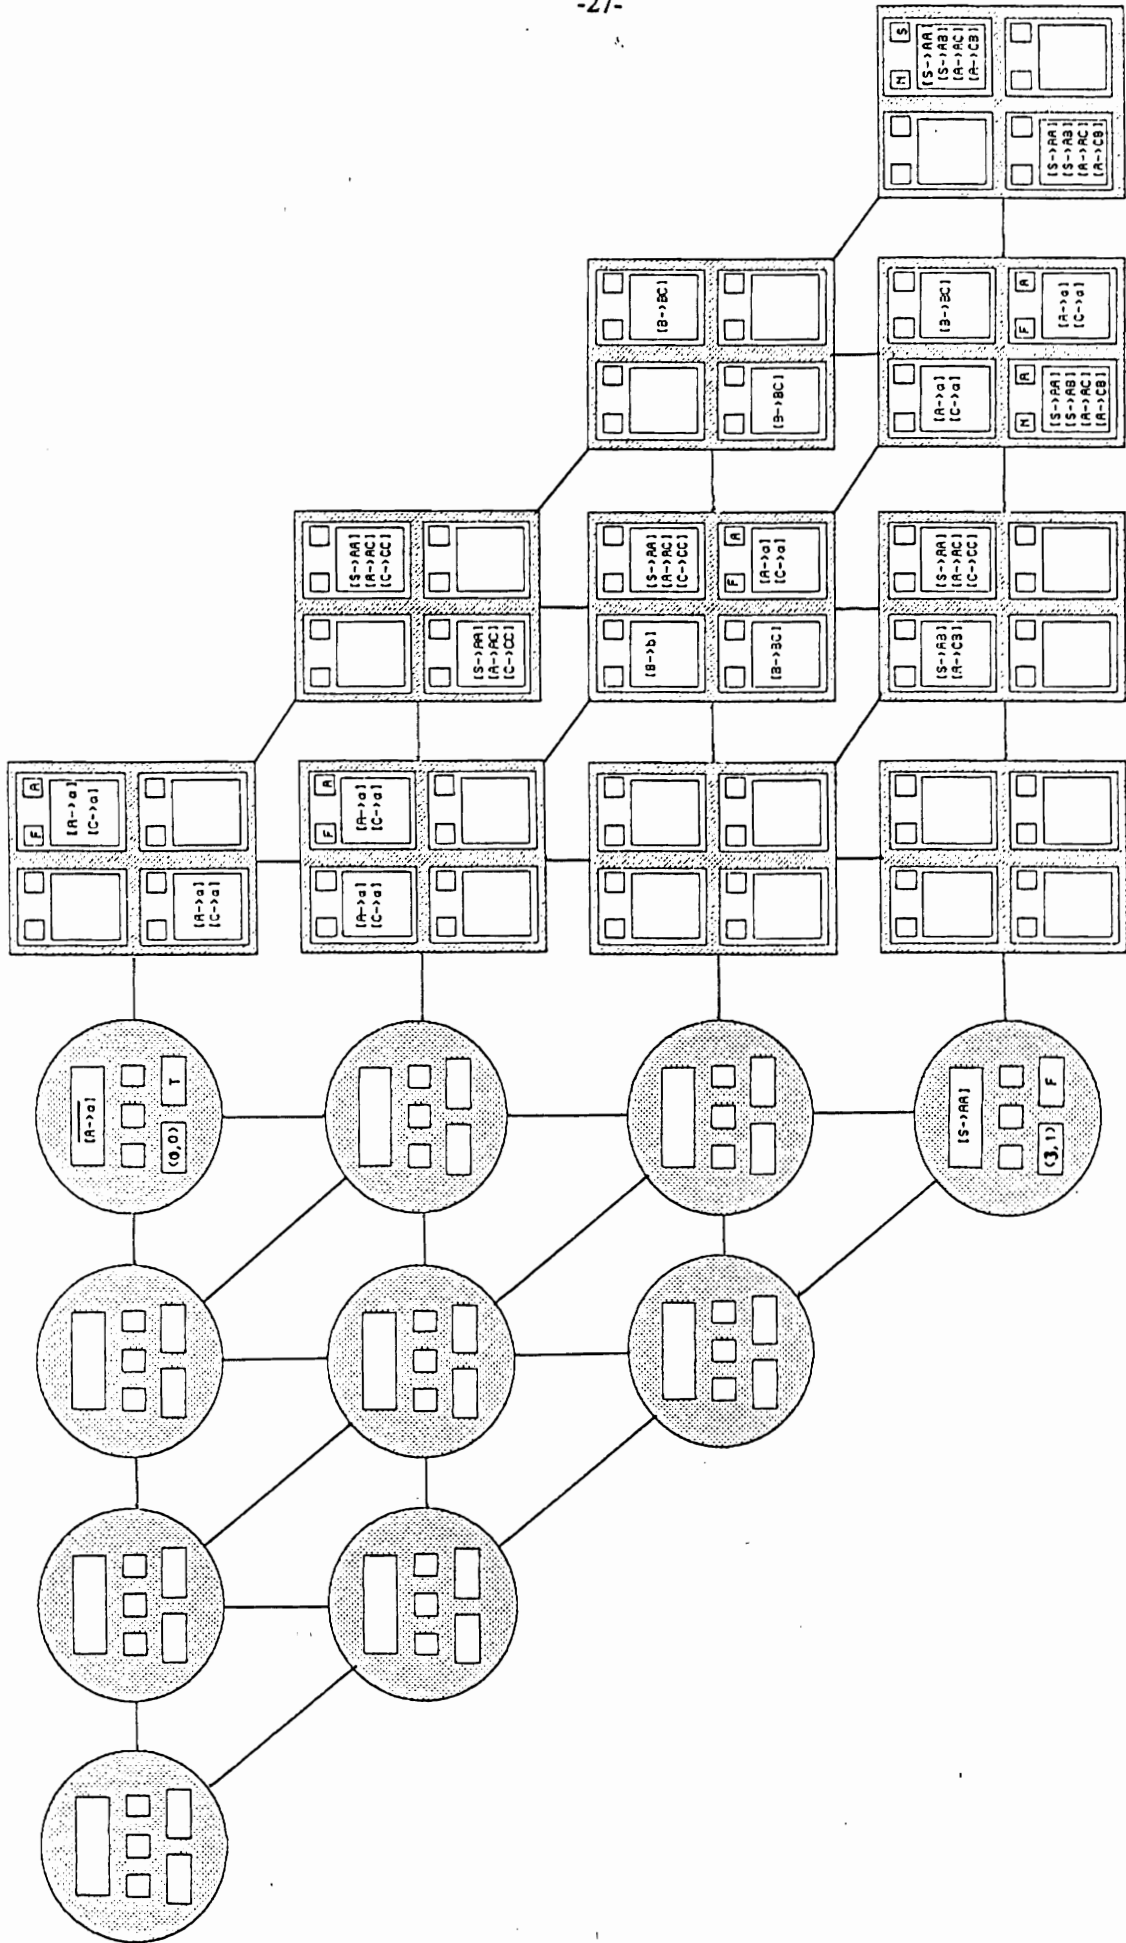 -27-
[A->a]
(0,0) T
F A
[A->a]
[C->a]
[A->a]
[C->a]
[A->a]
[C->a]
F A
[A->a]
[C->a]
[S->AA]
[A->AC]
[C->CC]
[S->AA]
[A->AC]
[C->CC]
[B->b]
[S->AA]
[A->AC]
[C->CC]
[B->BC]
F A
[A->a]
[C->a]
[B->BC]
[B->BC]
[S->AA]
(3,1) F
[S->AB]
[A->CB]
[S->AA]
[A->AC]
[C->CC]
[A->a]
[C->a]
[B->BC]
M A
[S->AA]
[S->AB]
[A->AC]
[A->CB]
F A
[A->a]
[C->a]
M S
[S->AA]
[S->AB]
[A->AC]
[A->CB]
[S->AA]
[S->AB]
[A->AC]
[A->CB]